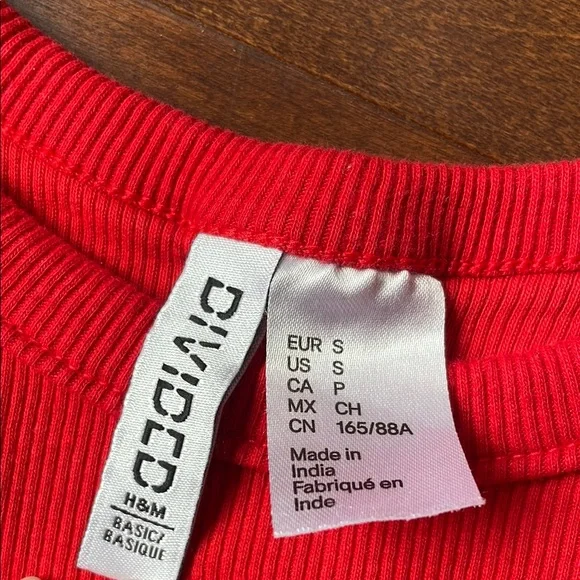 DIVIDED
H&M
BASIC/
BASIQUE
EUR S
US S
CA P
MX CH
CN 165/88A
Made in
India
Fabriqué en
Inde